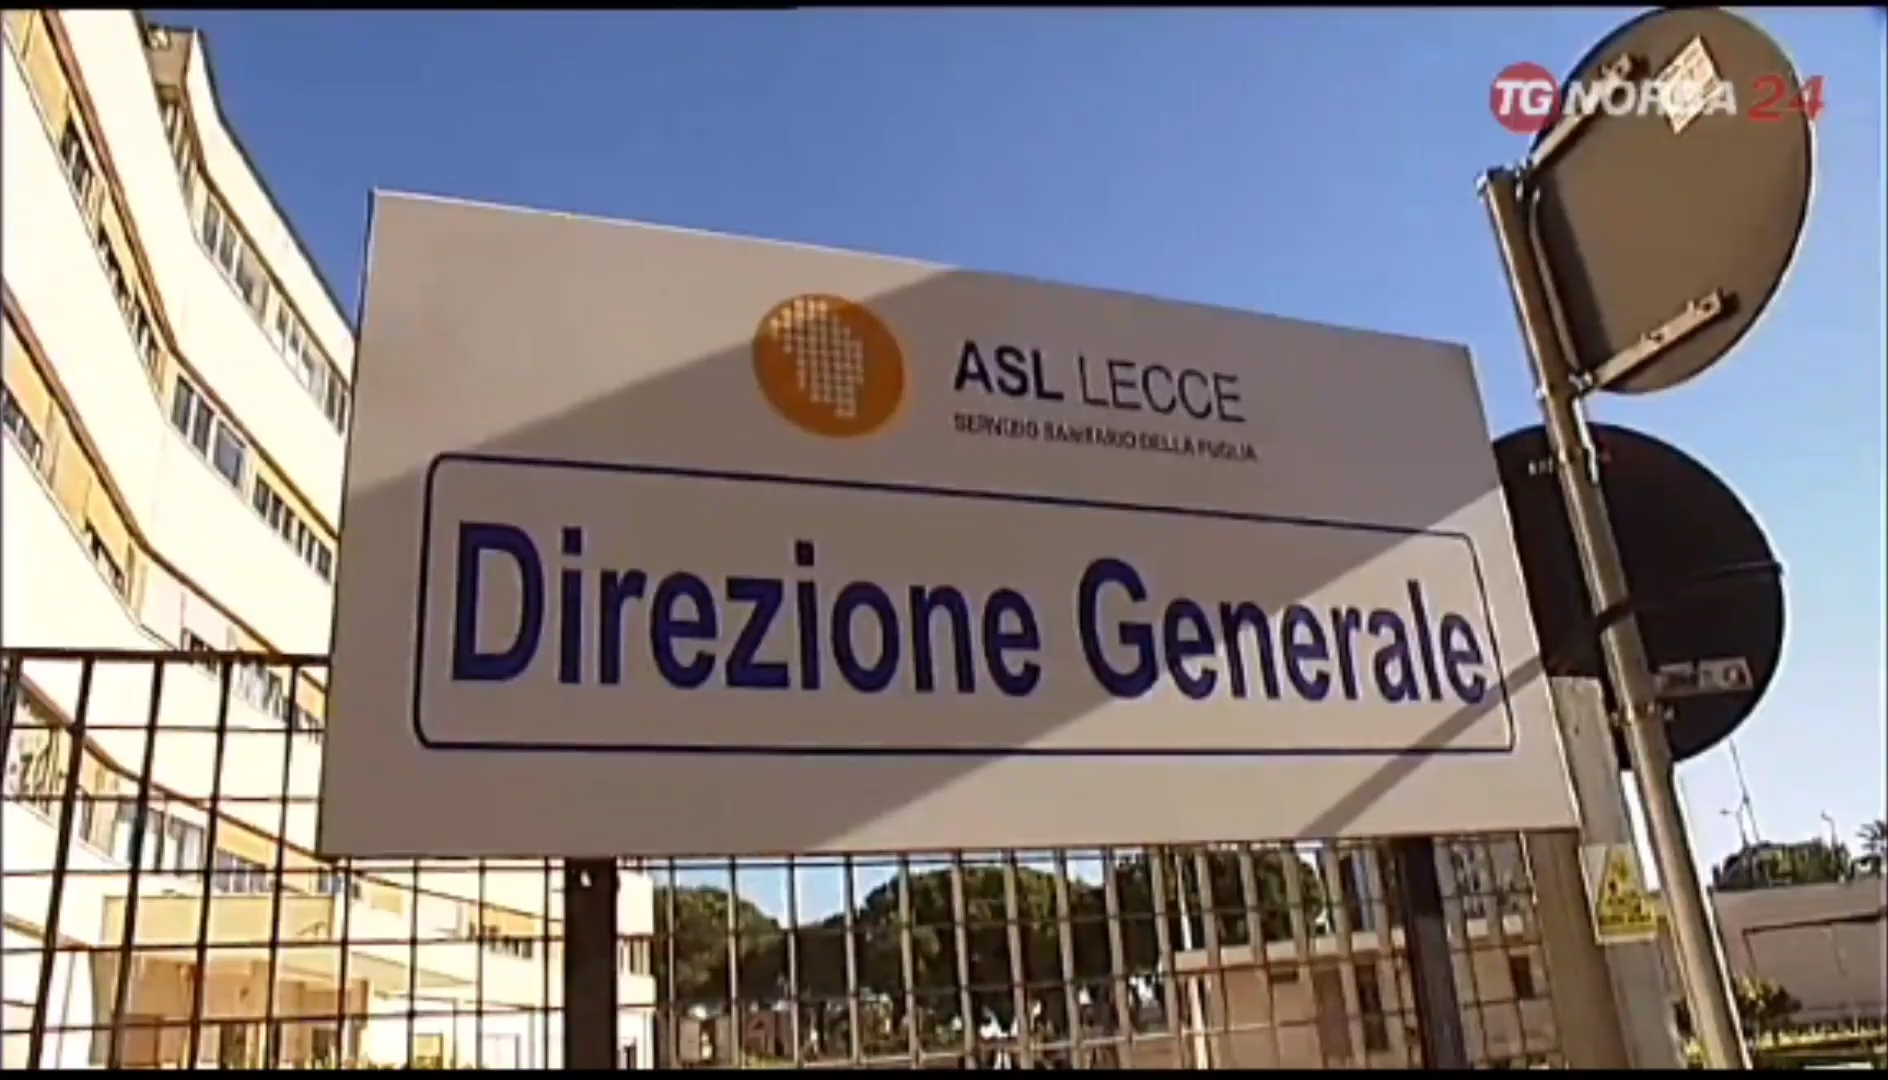 TG NORBA 24
ASL LECCE
SERVIZIO SANITARIO DELLA PUGLIA
Direzione Generale